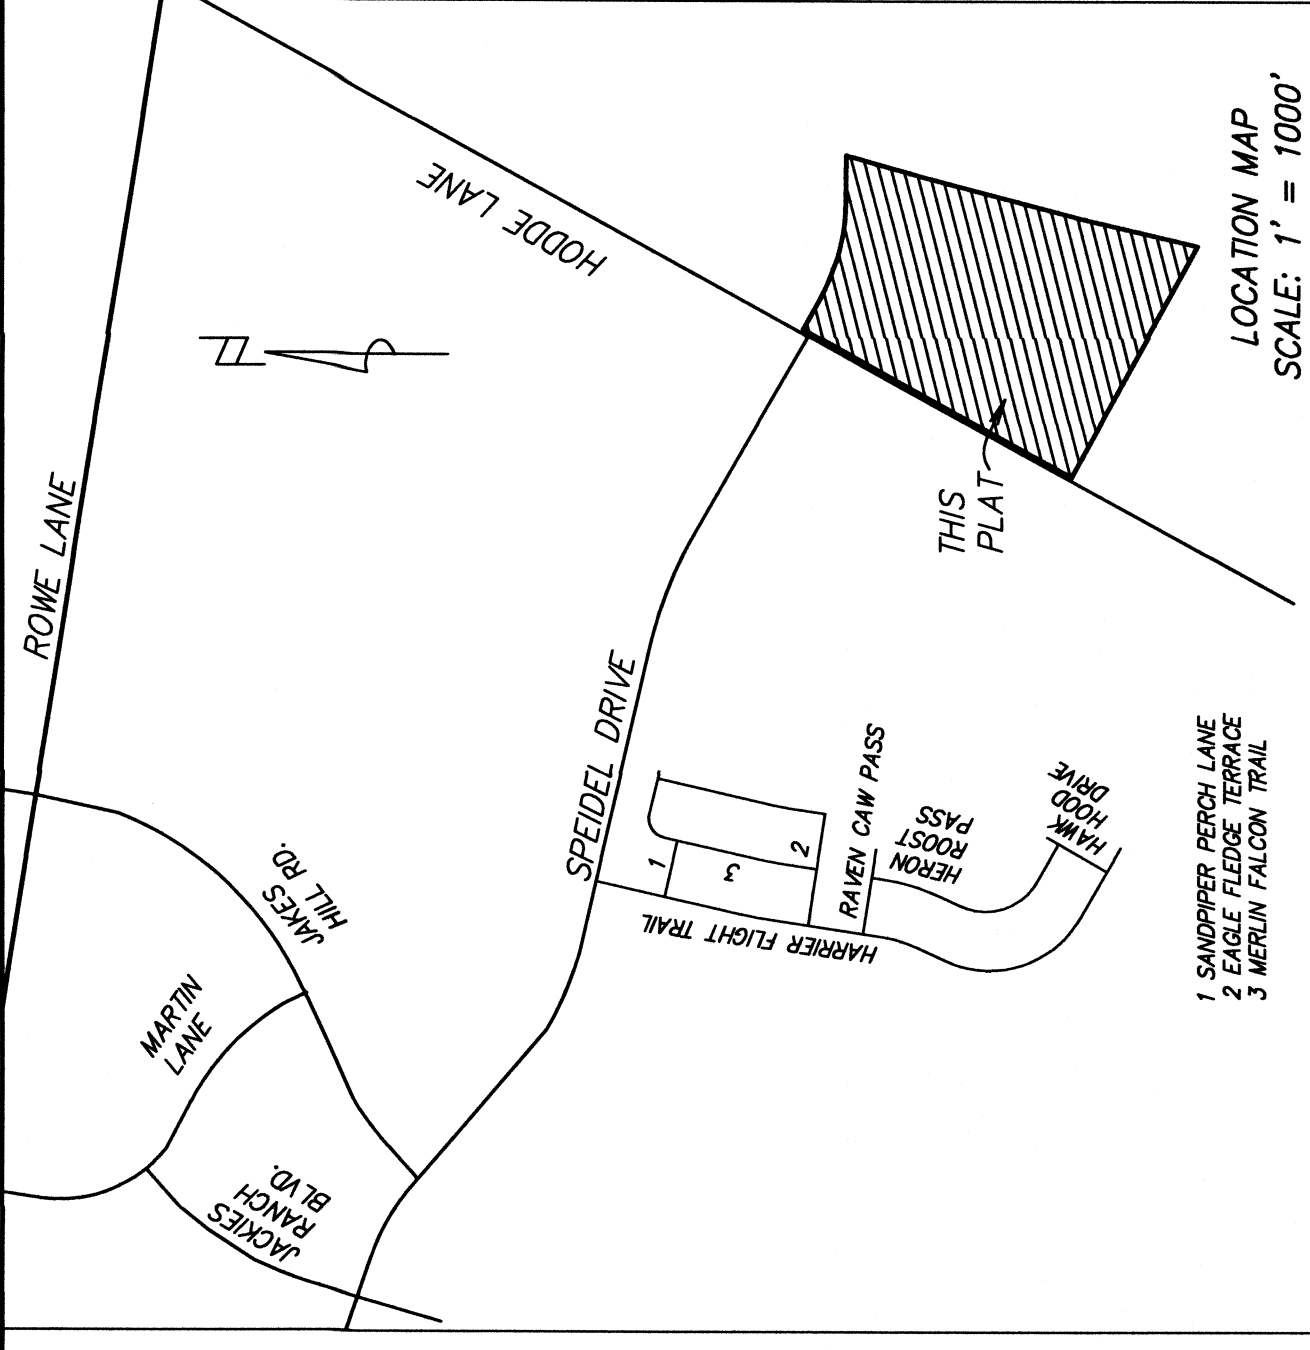 ROWE LANE
HODDE LANE
N
MARTIN
LANE
JAKES
HILL RD.
JACKIES
RANCH
BLVD.
SPEIDEL DRIVE
HARRIER FLIGHT TRAIL
1
3
2
RAVEN CAW PASS
HERON
ROOST
PASS
HAWK
HOOD
DRIVE
THIS
PLAT
1 SANDPIPER PERCH LANE
2 EAGLE FLEDGE TERRACE
3 MERLIN FALCON TRAIL
LOCATION MAP
SCALE: 1' = 1000'